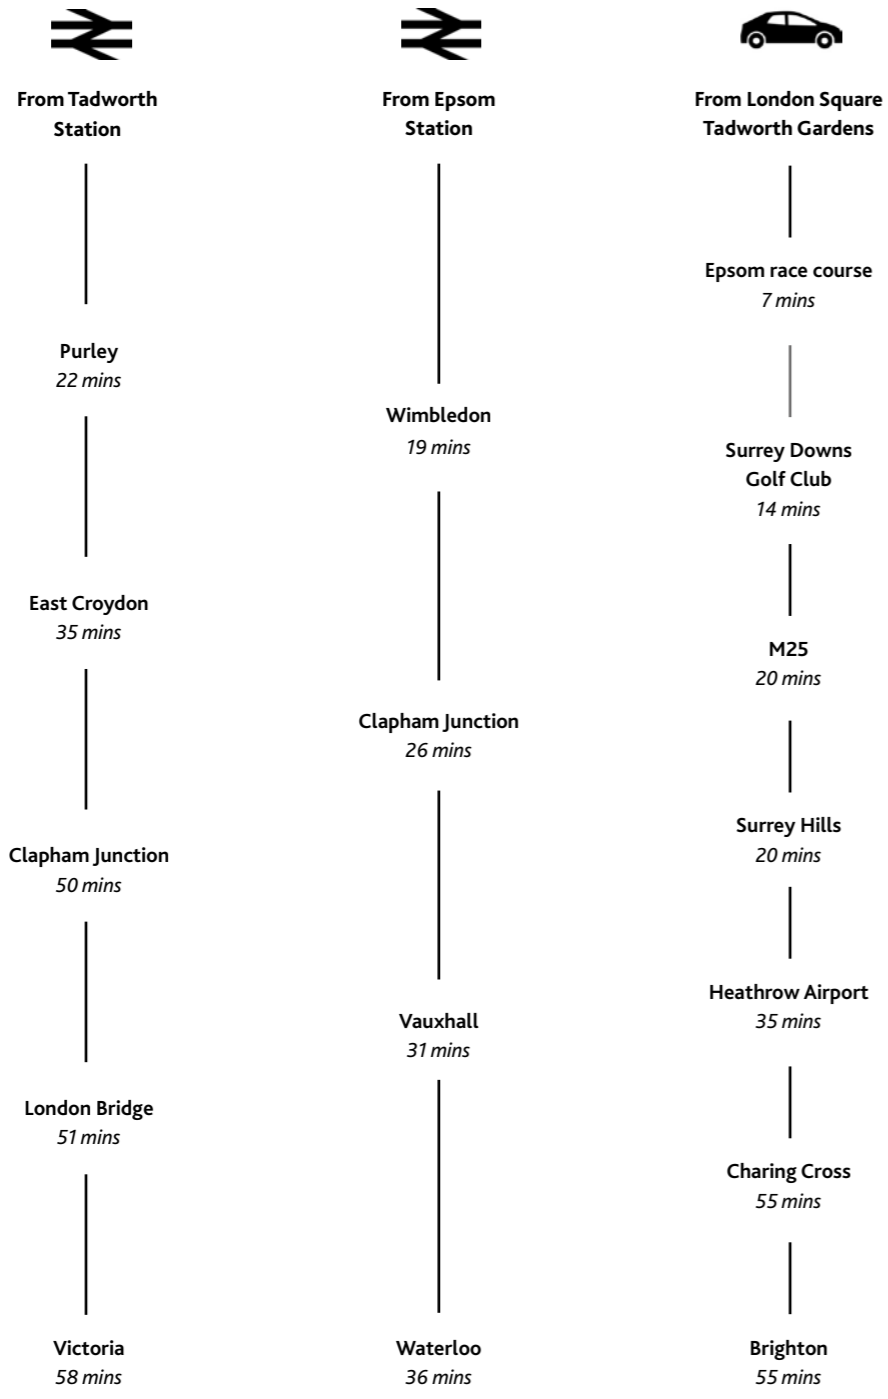 From Tadworth
Station
Purley
22 mins
East Croydon
35 mins
Clapham Junction
50 mins
London Bridge
51 mins
Victoria
58 mins
From Epsom
Station
Wimbledon
19 mins
Clapham Junction
26 mins
Vauxhall
31 mins
Waterloo
36 mins
From London Square
Tadworth Gardens
Epsom race course
7 mins
Surrey Downs
Golf Club
14 mins
M25
20 mins
Surrey Hills
20 mins
Heathrow Airport
35 mins
Charing Cross
55 mins
Brighton
55 mins